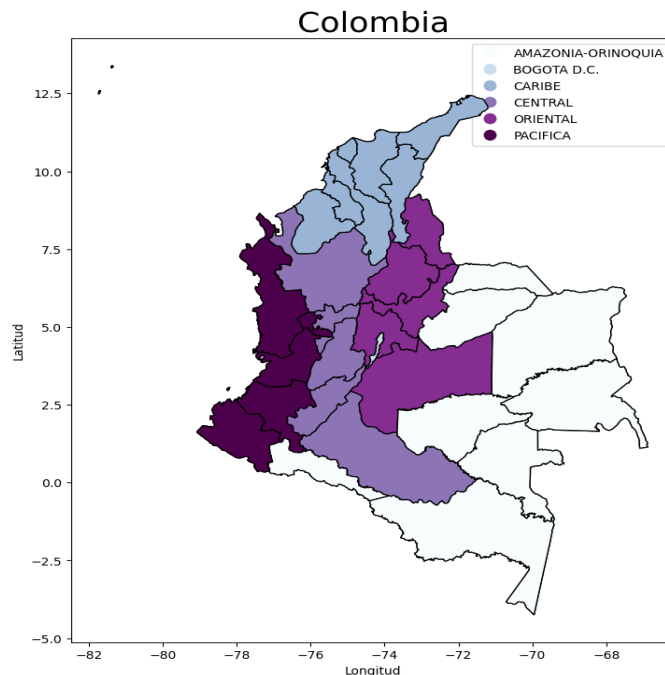 Colombia
AMAZONIA-ORINOQUIA
BOGOTA D.C.
CARIBE
CENTRAL
ORIENTAL
PACIFICA
12.5
10.0
7.5
5.0
2.5
0.0
−2.5
−5.0
Latitud
−82 −80 −78 −76 −74 −72 −70 −68
Longitud